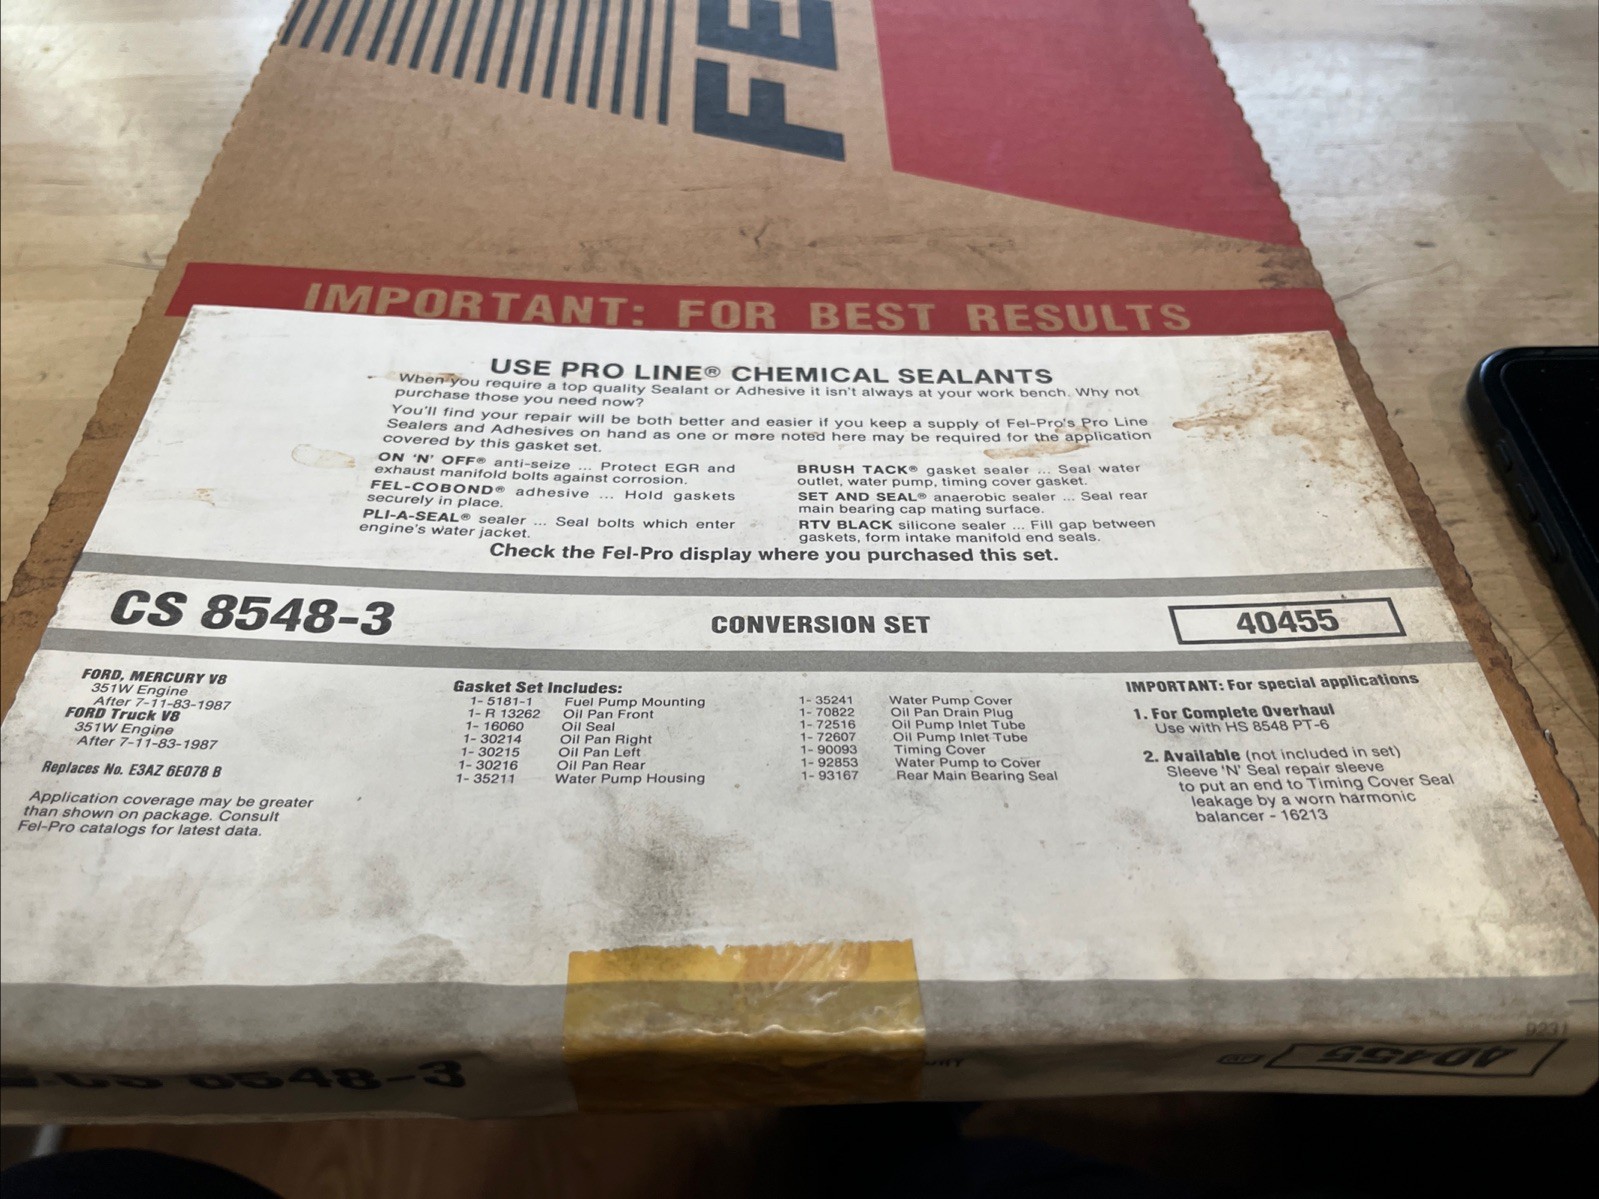 FE
IMPORTANT: FOR BEST RESULTS
USE PRO LINE® CHEMICAL SEALANTS
When you require a top quality Sealant or Adhesive it isn't always at your work bench. Why not
purchase those you need now?
You'll find your repair will be both better and easier if you keep a supply of Fel-Pro's Pro Line
Sealers and Adhesives on hand as one or more noted here may be required for the application
covered by this gasket set.
ON 'N' OFF® anti-seize ... Protect EGR and
exhaust manifold bolts against corrosion.
FEL-COBOND® adhesive ... Hold gaskets
securely in place.
PLI-A-SEAL® sealer ... Seal bolts which enter
engine's water jacket.
BRUSH TACK® gasket sealer ... Seal water
outlet, water pump, timing cover gasket.
SET AND SEAL® anaerobic sealer ... Seal rear
main bearing cap mating surface.
RTV BLACK silicone sealer ... Fill gap between
gaskets, form intake manifold end seals.
Check the Fel-Pro display where you purchased this set.
CS 8548-3
CONVERSION SET
40455
FORD, MERCURY V8
351W Engine
After 7-11-83-1987
FORD Truck V8
351W Engine
After 7-11-83-1987
Replaces No. E3AZ 6E078 B
Application coverage may be greater
than shown on package. Consult
Fel-Pro catalogs for latest data.
Gasket Set Includes:
1- 5181-1 Fuel Pump Mounting
1- R 13262 Oil Pan Front
1- 16060 Oil Seal
1- 30214 Oil Pan Right
1- 30215 Oil Pan Left
1- 30216 Oil Pan Rear
1- 35211 Water Pump Housing
1- 35241 Water Pump Cover
1- 70822 Oil Pan Drain Plug
1- 72516 Oil Pump Inlet Tube
1- 72607 Oil Pump Inlet Tube
1- 90093 Timing Cover
1- 92853 Water Pump to Cover
1- 93167 Rear Main Bearing Seal
IMPORTANT: For special applications
1. For Complete Overhaul
Use with HS 8548 PT-6
2. Available (not included in set)
Sleeve 'N' Seal repair sleeve
to put an end to Timing Cover Seal
leakage by a worn harmonic
balancer - 16213
CS 8548-3
40455